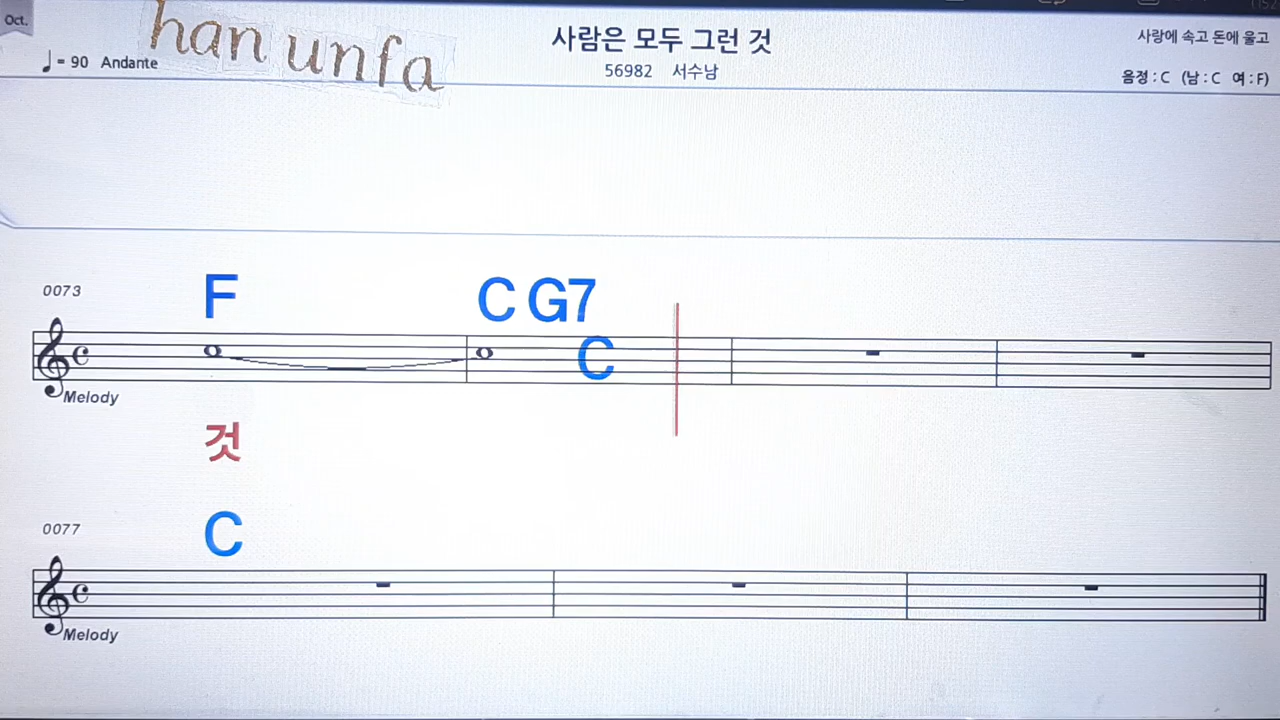 Oct.
han unfa
♩= 90 Andante
사람은 모두 그런 것
56982 서수남
사랑에 속고 돈에 울고
음정 : C (남 : C 여 : F)
0073
F
C G7
C
Melody
것
0077
C
Melody